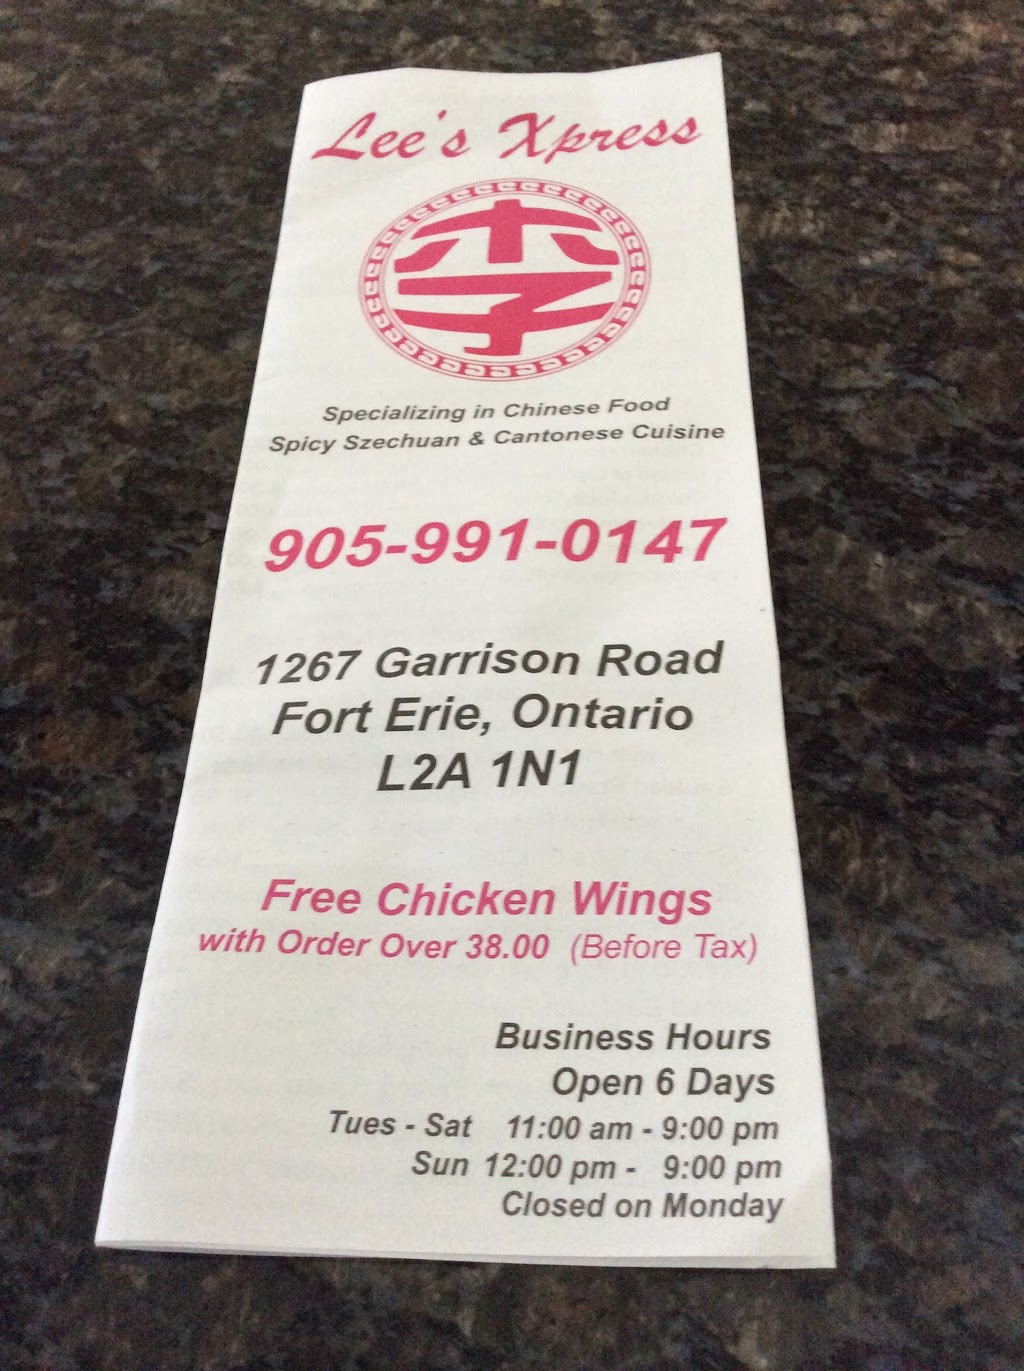 Lee's Xpress
李
Specializing in Chinese Food
Spicy Szechuan & Cantonese Cuisine
905-991-0147
1267 Garrison Road
Fort Erie, Ontario
L2A 1N1
Free Chicken Wings
with Order Over 38.00 (Before Tax)
Business Hours
Open 6 Days
Tues - Sat 11:00 am - 9:00 pm
Sun 12:00 pm - 9:00 pm
Closed on Monday